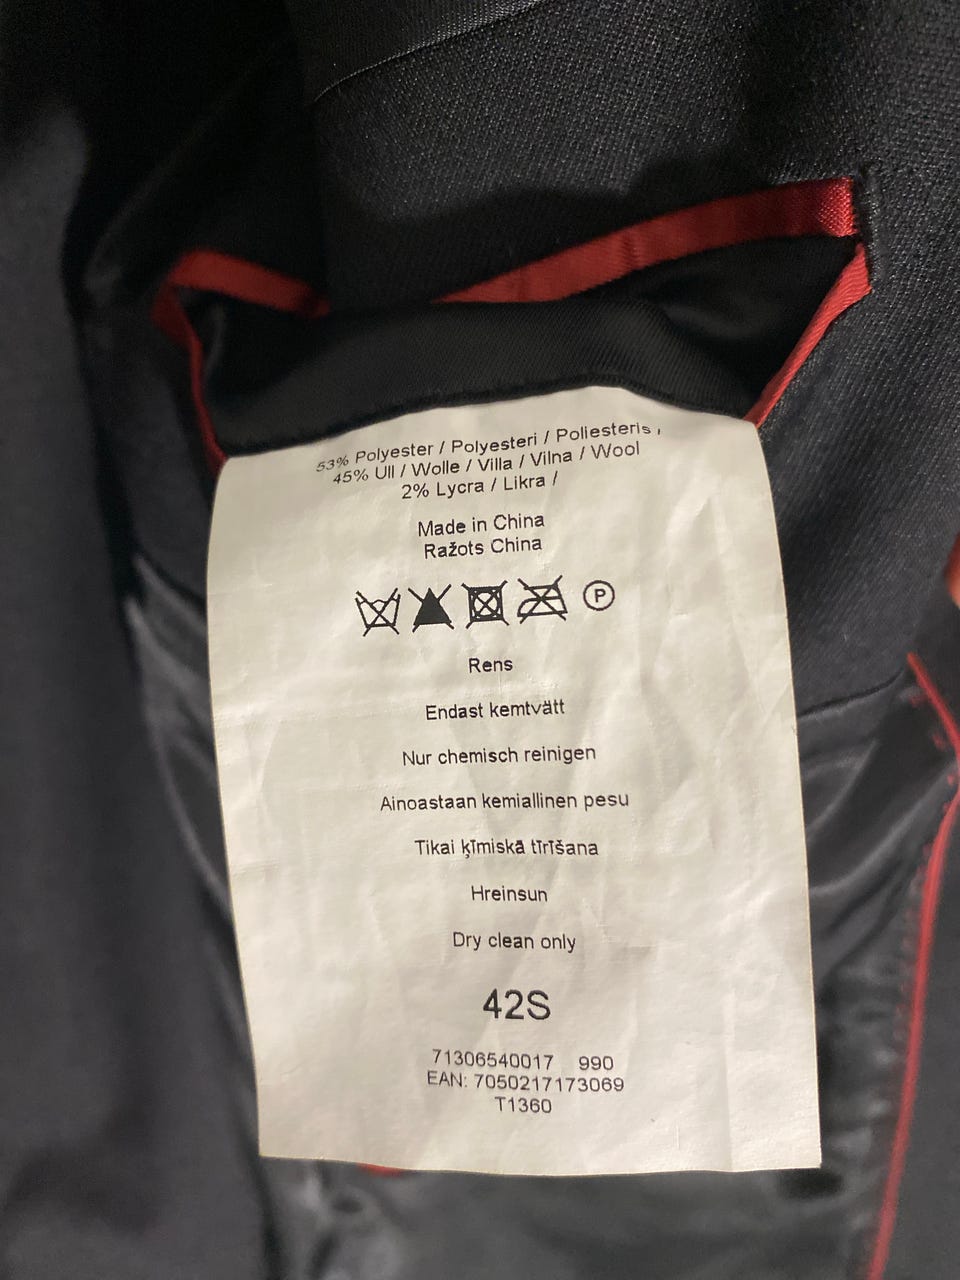 53% Polyester / Polyesteri / Poliesteris ,
45% Ull / Wolle / Villa / Vilna / Wool
2% Lycra / Likra /
Made in China
Ražots China
P
Rens
Endast kemtvätt
Nur chemisch reinigen
Ainoastaan kemiallinen pesu
Tikai ķīmiskā tīrīšana
Hreinsun
Dry clean only
42S
71306540017 990
EAN: 7050217173069
T1360